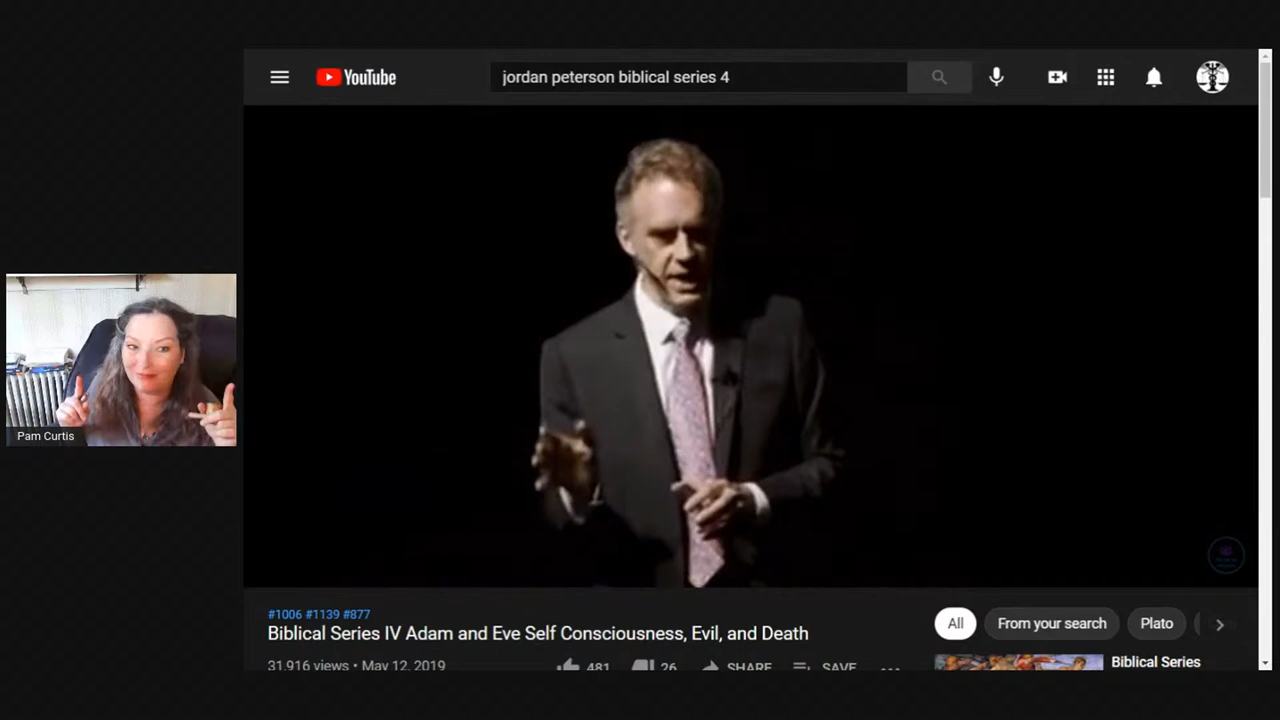 YouTube
jordan peterson biblical series 4
Pam Curtis
#1006 #1139 #877
Biblical Series IV Adam and Eve Self Consciousness, Evil, and Death
All
From your search
Plato
31,916 views • May 12, 2019
481
26
SHARE
SAVE
Biblical Series